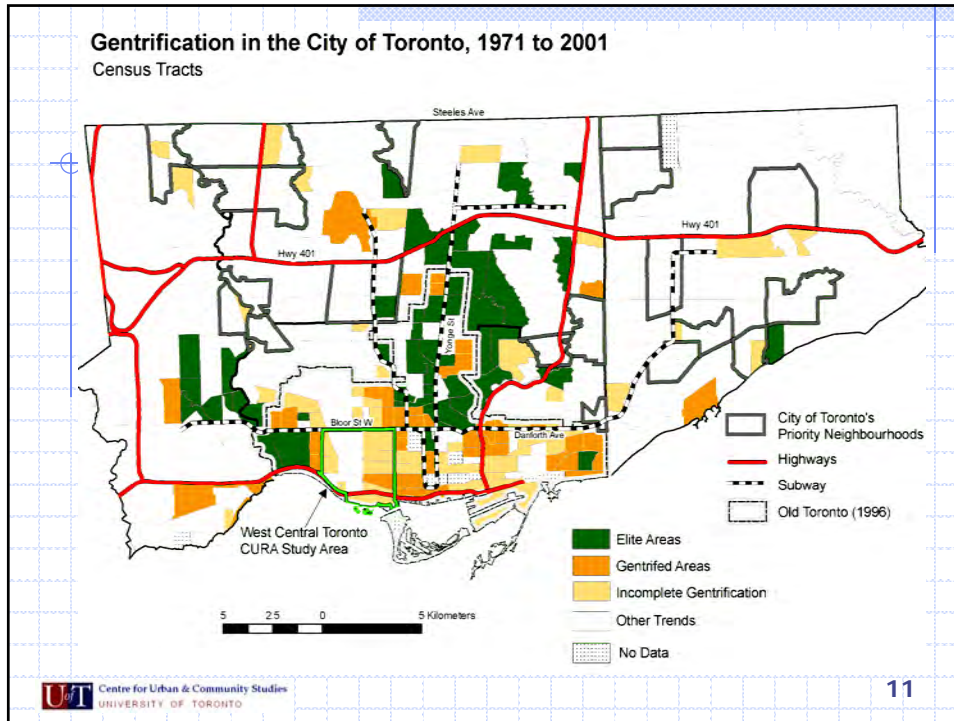 Gentrification in the City of Toronto, 1971 to 2001
Census Tracts
Steeles Ave
Hwy 401
Hwy 401
Yonge St
Bloor St W
Danforth Ave
West Central Toronto
CURA Study Area
City of Toronto's
Priority Neighbourhoods
Highways
Subway
Old Toronto (1996)
Elite Areas
Gentrifed Areas
Incomplete Gentrification
Other Trends
No Data
5 2.5 0 5 Kilometers
UofT Centre for Urban & Community Studies
UNIVERSITY OF TORONTO
11